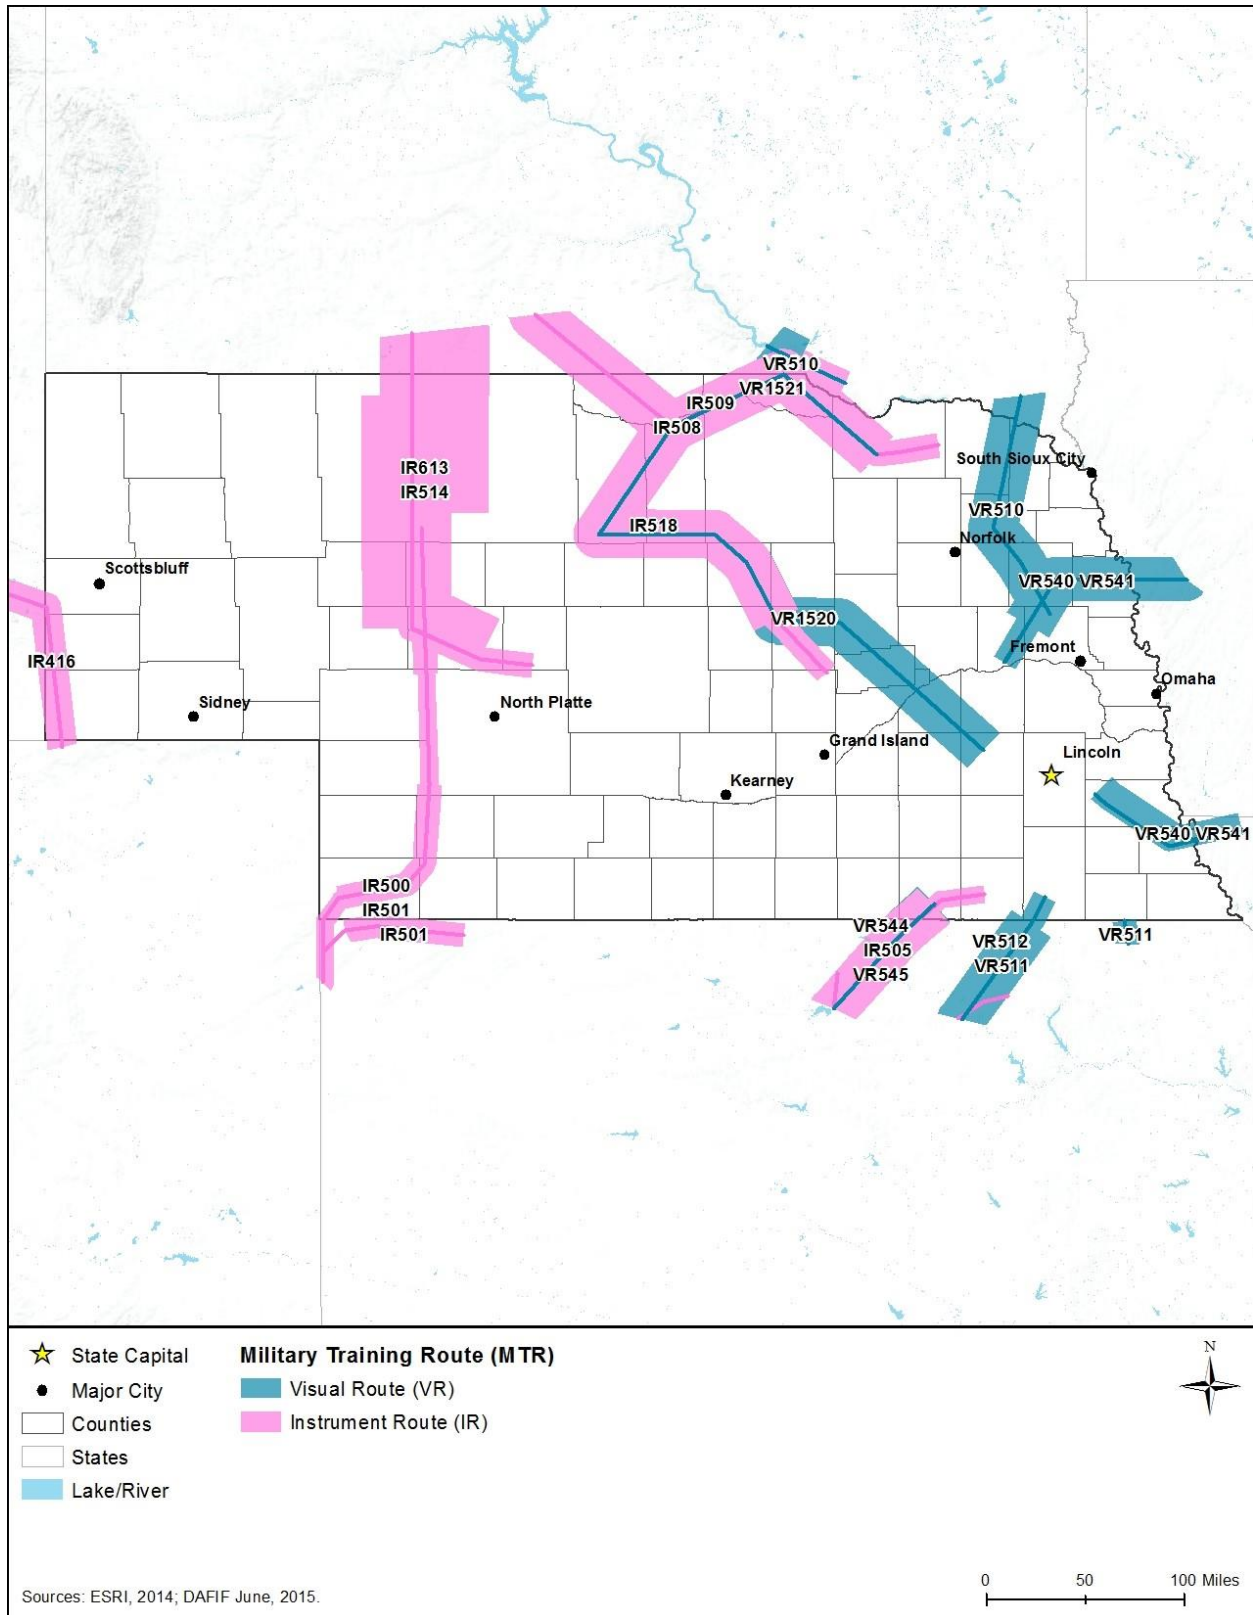 VR510
VR1521
IR509
IR508
South Sioux City
IR613
IR514
VR510
IR518
Norfolk
Scottsbluff
VR540 VR541
VR1520
Fremont
IR416
Omaha
Sidney
North Platte
Grand Island
Lincoln
Kearney
VR540 VR541
IR500
IR501
IR501
VR544
IR505
VR545
VR512
VR511
VR511
State Capital
Major City
Counties
States
Lake/River
Military Training Route (MTR)
Visual Route (VR)
Instrument Route (IR)
N
Sources: ESRI, 2014; DAFIF June, 2015.
0 50 100 Miles